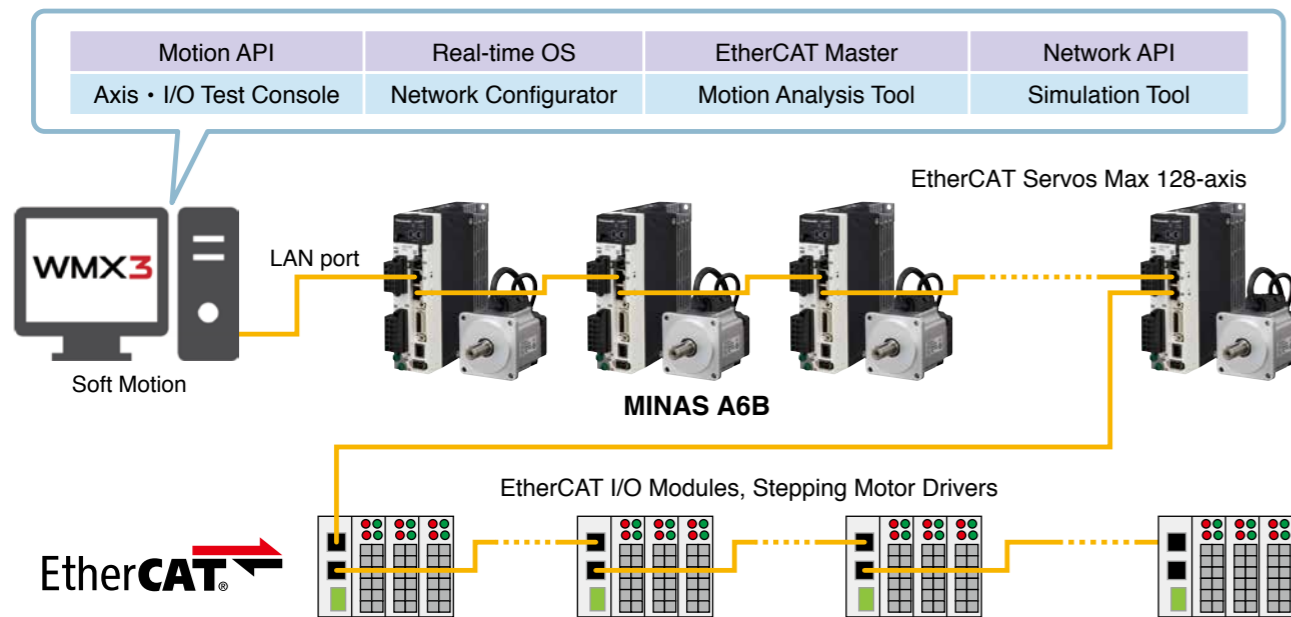 Motion API
Real-time OS
EtherCAT Master
Network API
Axis・I/O Test Console
Network Configurator
Motion Analysis Tool
Simulation Tool
EtherCAT Servos Max 128-axis
WMX3
LAN port
Soft Motion
MINAS A6B
EtherCAT I/O Modules, Stepping Motor Drivers
EtherCAT®